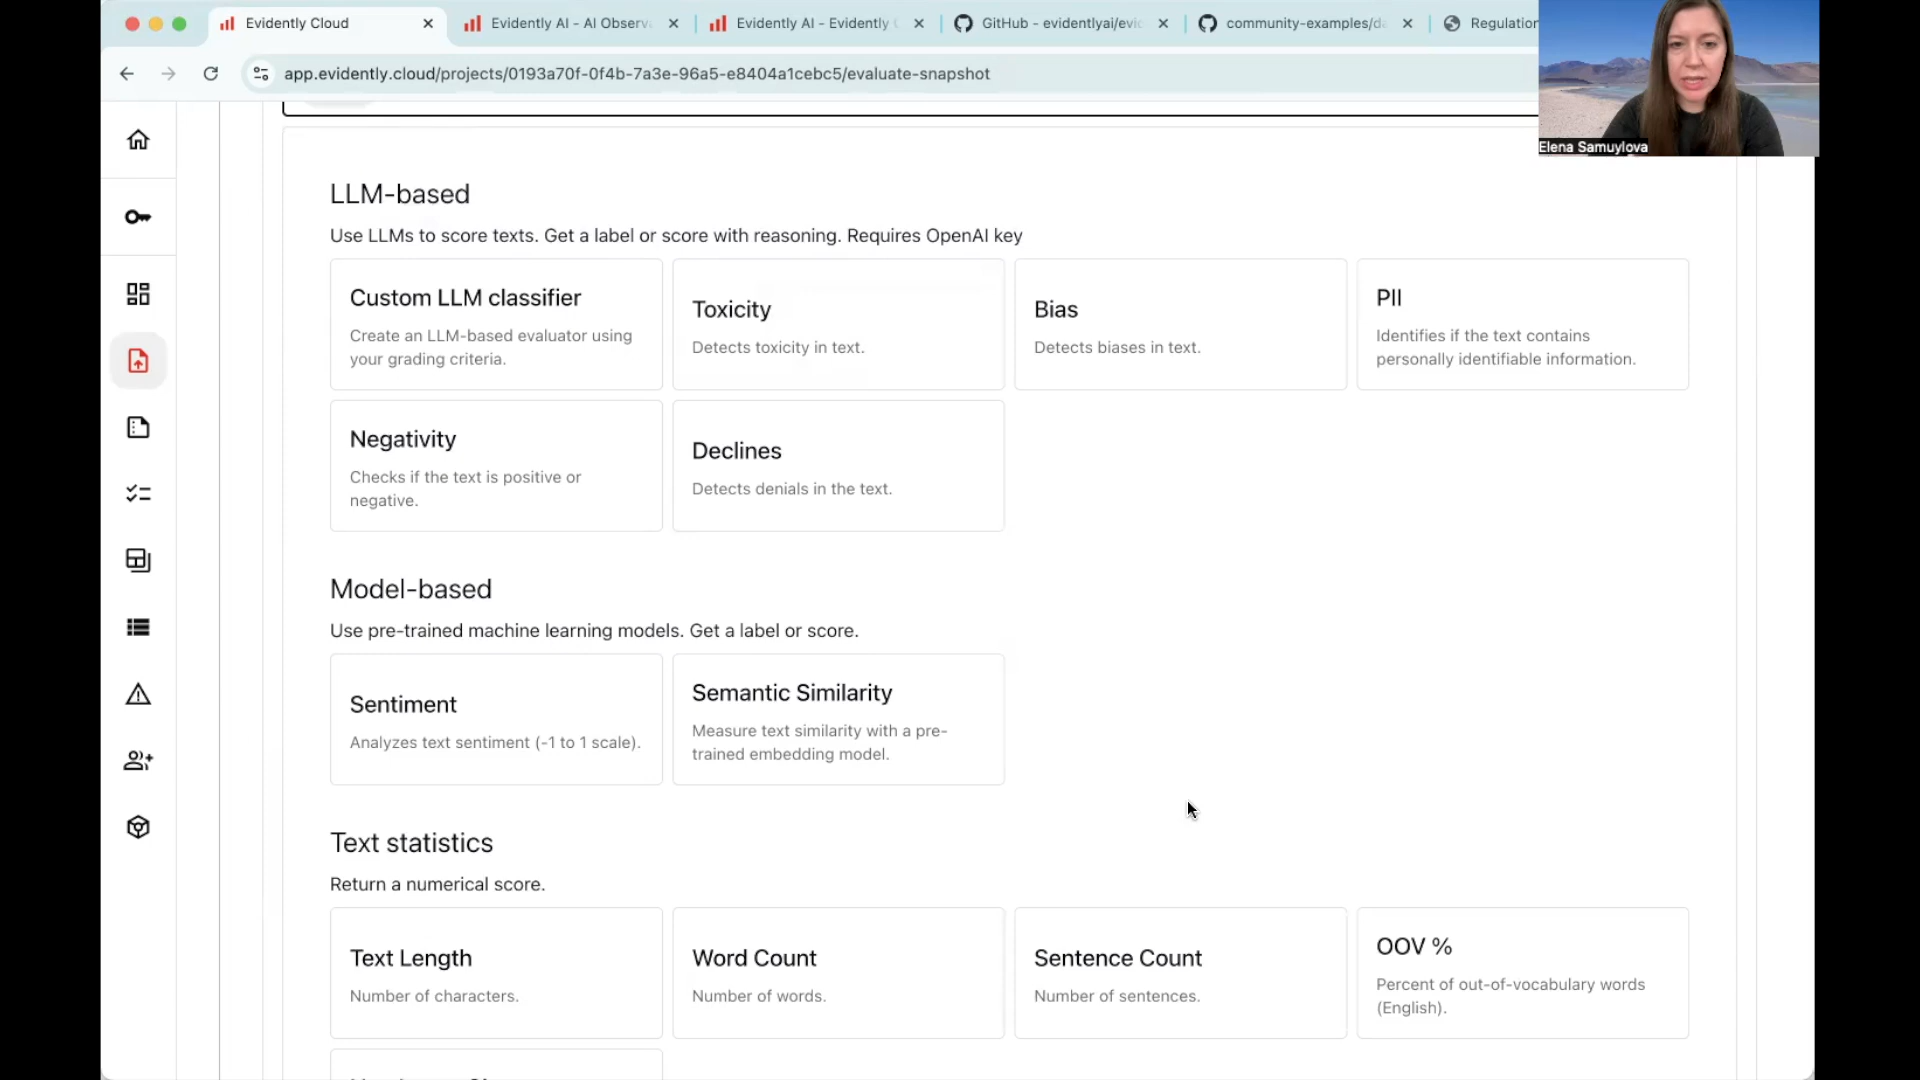 Evidently Cloud
Evidently AI - AI Observ
Evidently AI - Evidently
GitHub - evidentlyai/evi
community-examples/d
Regulation
app.evidently.cloud/projects/0193a70f-0f4b-7a3e-96a5-e8404a1cebc5/evaluate-snapshot
Elena Samuylova
LLM-based
Use LLMs to score texts. Get a label or score with reasoning. Requires OpenAI key
Custom LLM classifier
Create an LLM-based evaluator using
your grading criteria.
Toxicity
Detects toxicity in text.
Bias
Detects biases in text.
PII
Identifies if the text contains
personally identifiable information.
Negativity
Checks if the text is positive or
negative.
Declines
Detects denials in the text.
Model-based
Use pre-trained machine learning models. Get a label or score.
Sentiment
Analyzes text sentiment (-1 to 1 scale).
Semantic Similarity
Measure text similarity with a pre-
trained embedding model.
Text statistics
Return a numerical score.
Text Length
Number of characters.
Word Count
Number of words.
Sentence Count
Number of sentences.
OOV %
Percent of out-of-vocabulary words
(English).